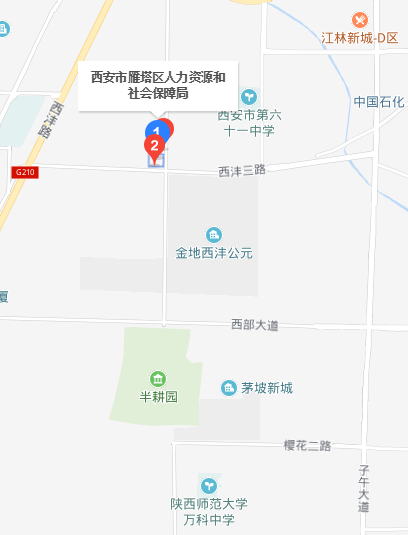 江林新城-D区
西安市雁塔区人力资源和
社会保障局
中国石化
西安市第六
十一中学
西沣路
1
2
西沣三路
G210
金地西沣公元
厦
西部大道
茅坡新城
半耕园
樱花二路
子午大道
陕西师范大学
万科中学